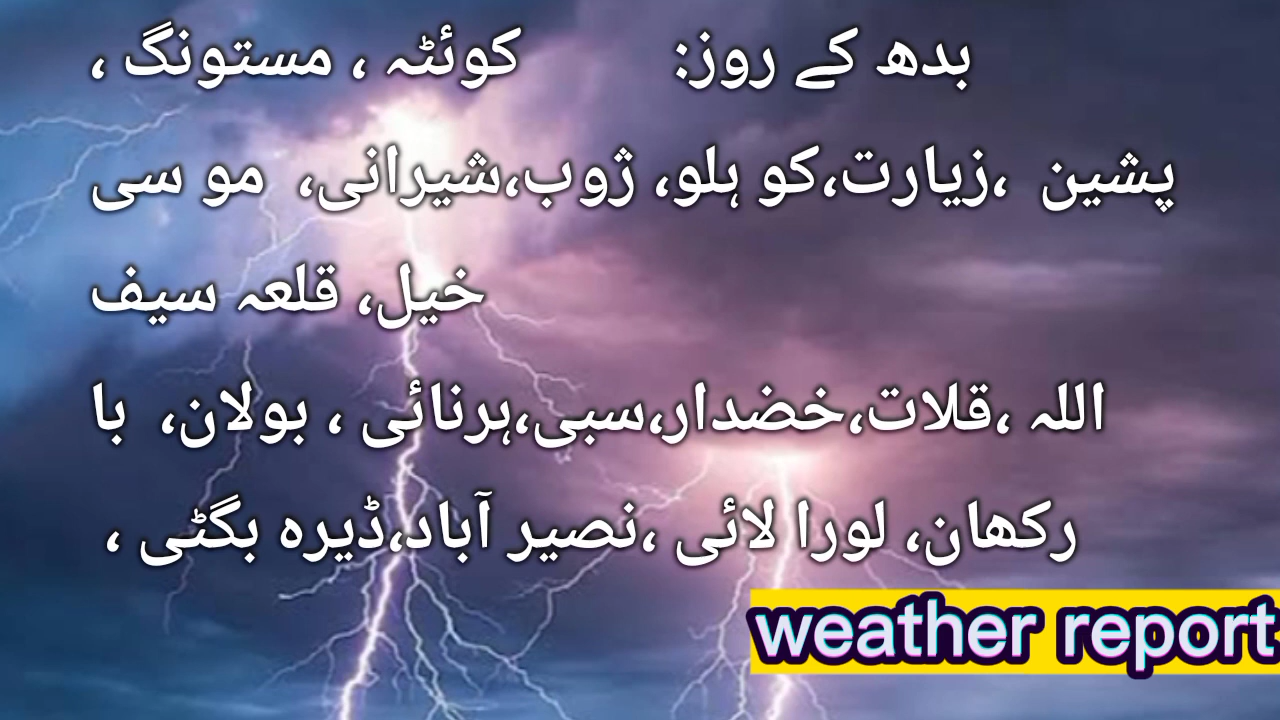 بدھ کے روز: کوئٹہ ، مستونگ ،
پشین ،زیارت،کو ہلو، ژوب،شیرانی، مو سی
خیل، قلعہ سیف
اللہ ،قلات،خضدار،سبی،ہرنائی ، بولان، با
رکھان، لورا لائی ،نصیر آباد،ڈیرہ بگٹی ،
weather report